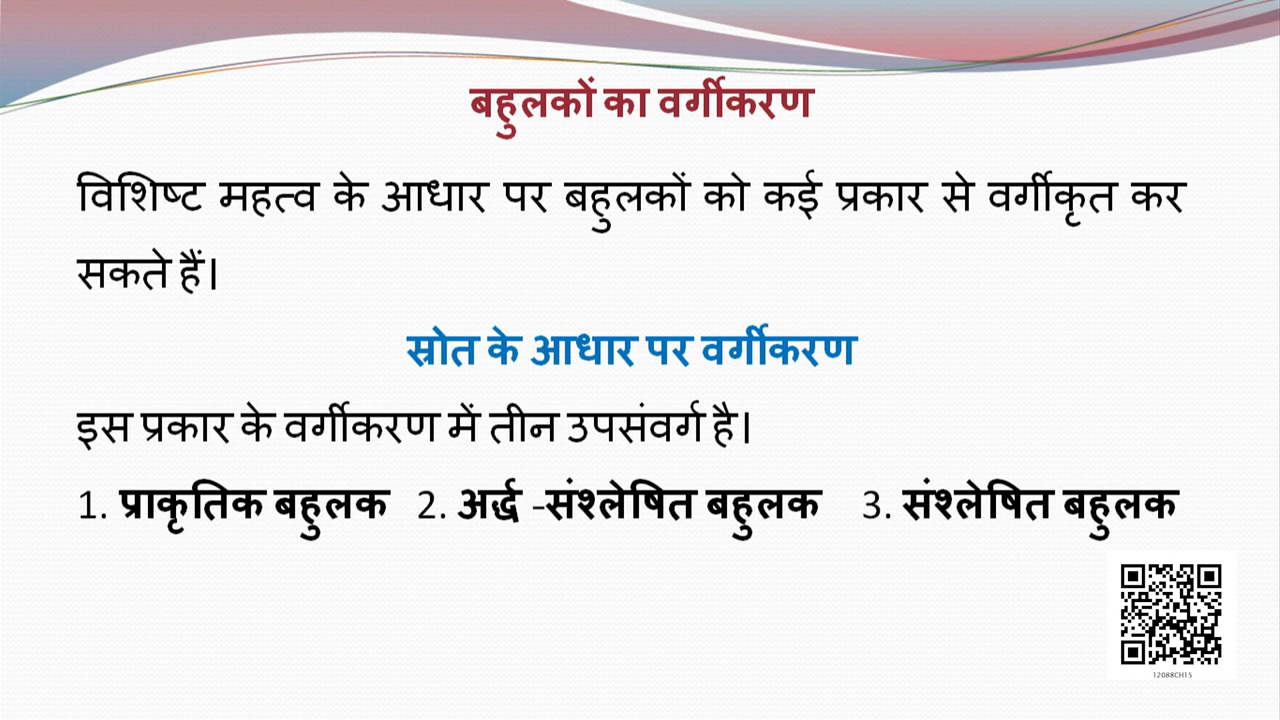 बहुलकों का वर्गीकरण
विशिष्ट महत्व के आधार पर बहुलकों को कई प्रकार से वर्गीकृत कर
सकते हैं।
स्रोत के आधार पर वर्गीकरण
इस प्रकार के वर्गीकरण में तीन उपसंवर्ग है।
1. प्राकृतिक बहुलक 2. अर्द्ध -संश्लेषित बहुलक 3. संश्लेषित बहुलक
12088CH15